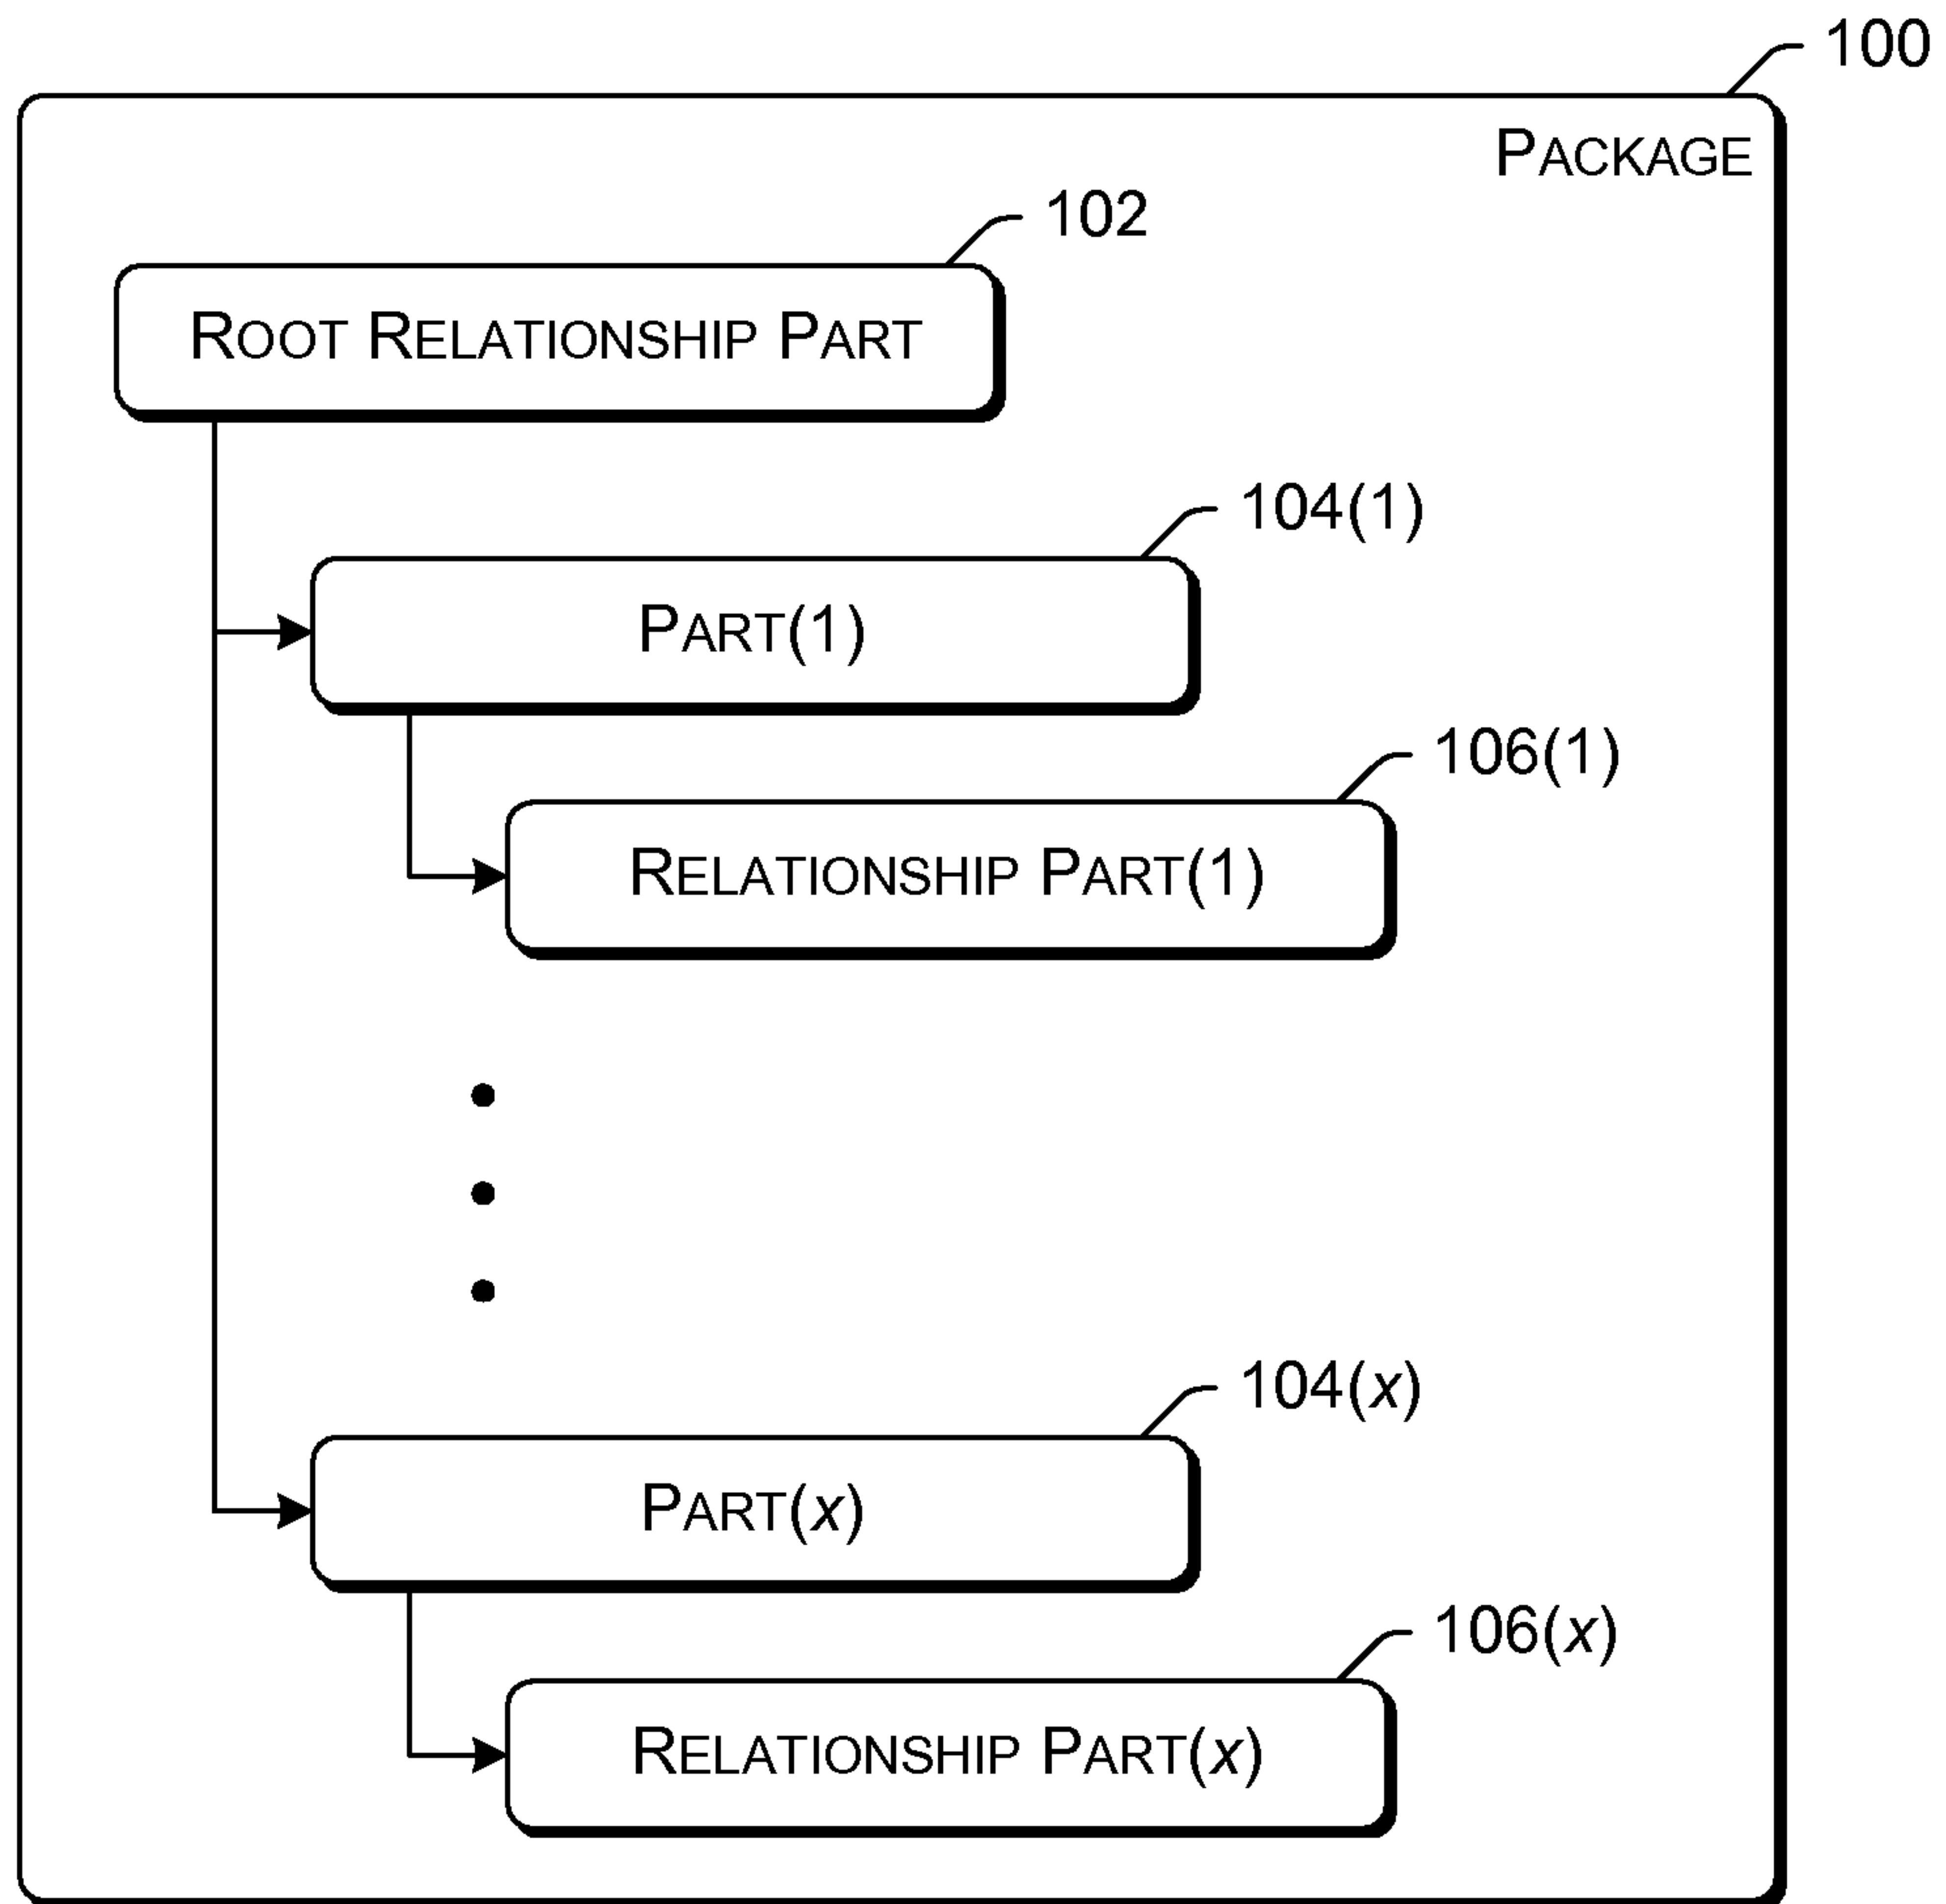 100
PACKAGE
102
ROOT RELATIONSHIP PART
104(1)
PART(1)
106(1)
RELATIONSHIP PART(1)
104(x)
PART(x)
106(x)
RELATIONSHIP PART(x)